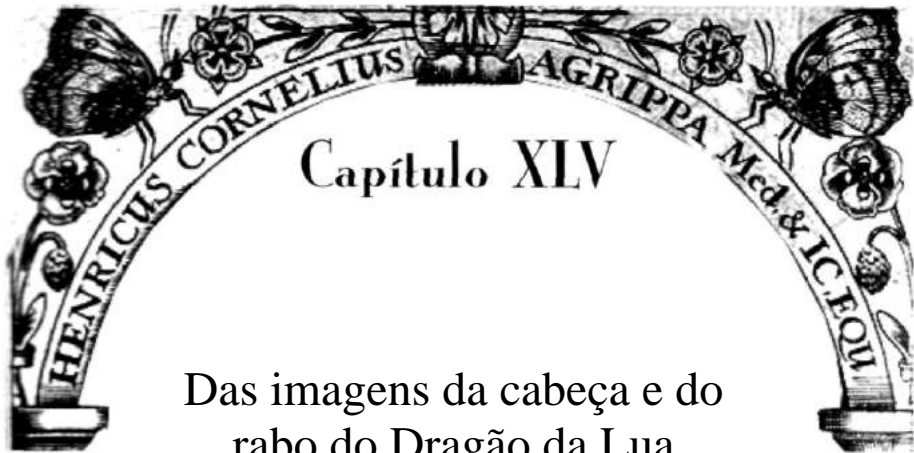 HENRICUS CORNELIUS AGRIPPA Med, & IC, EQU
Capítulo XLV
Das imagens da cabeça e do
rabo do Dragão da Lua